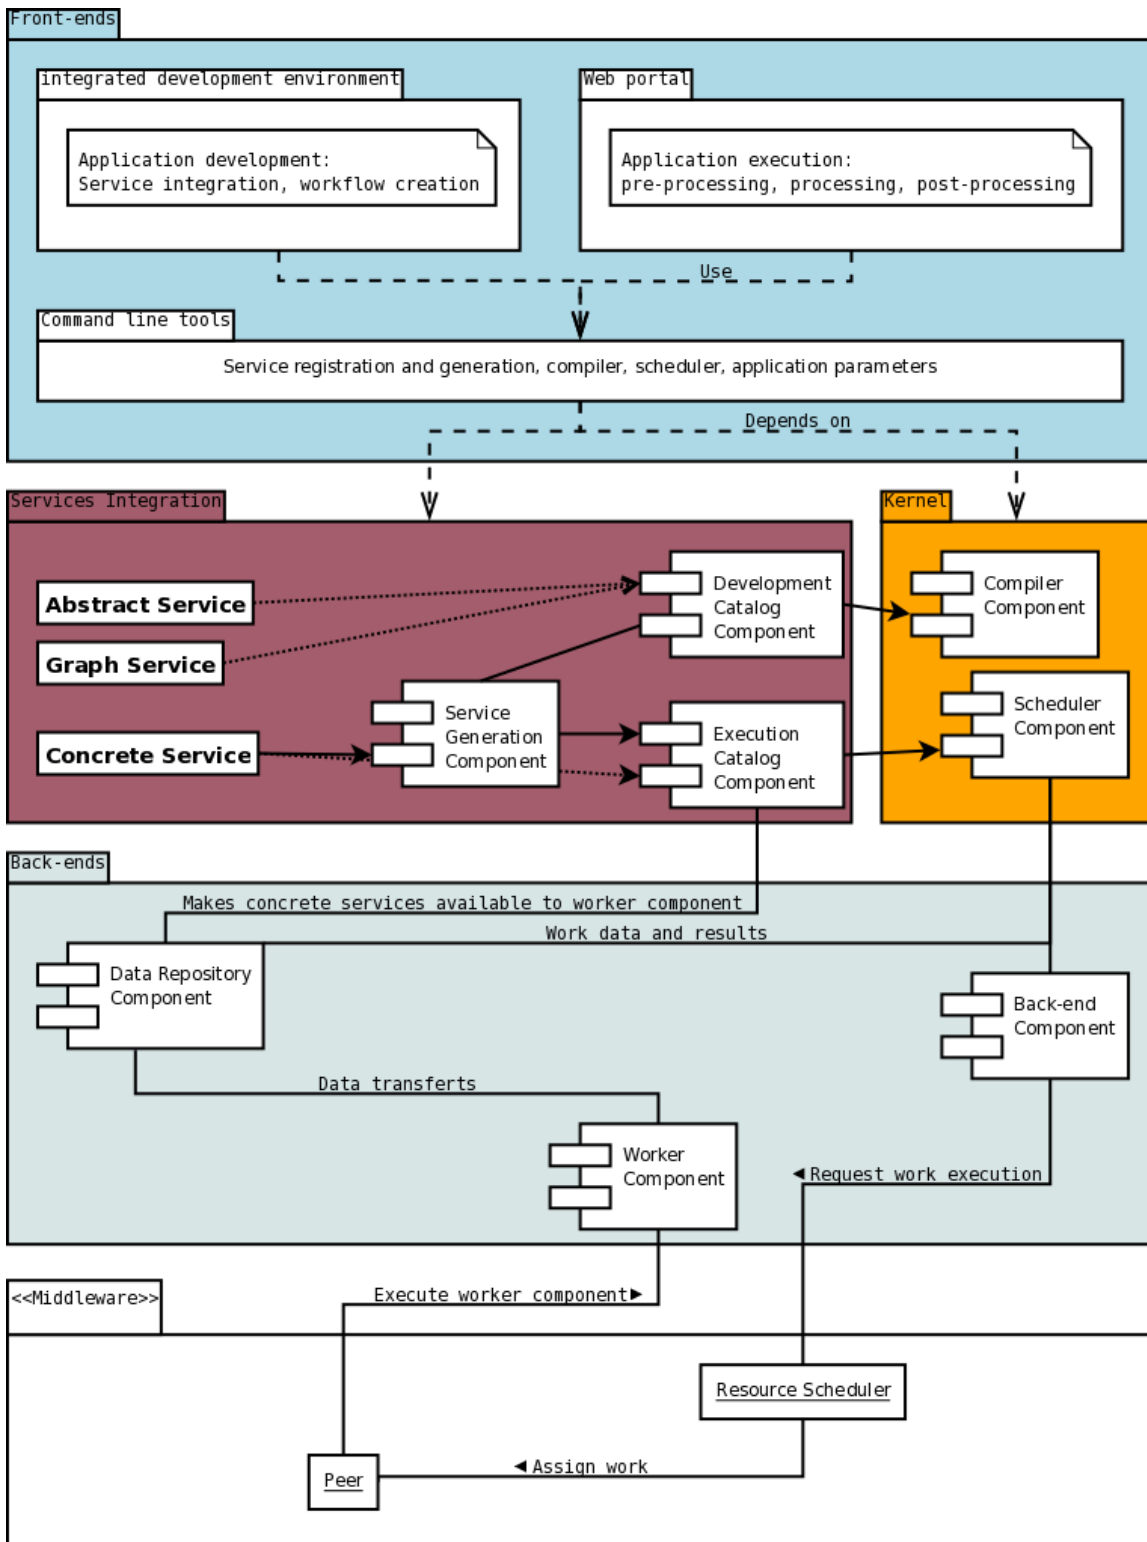 Front-ends
integrated development environment
Web portal
Application development:
Service integration, workflow creation
Application execution:
pre-processing, processing, post-processing
Use
Command line tools
Service registration and generation, compiler, scheduler, application parameters
Depends on
Services Integration
Kernel
Abstract Service
Graph Service
Concrete Service
Development
Catalog
Component
Service
Generation
Component
Execution
Catalog
Component
Compiler
Component
Scheduler
Component
Back-ends
Makes concrete services available to worker component
Work data and results
Data Repository
Component
Back-end
Component
Data transferts
Worker
Component
Request work execution
<<Middleware>>
Execute worker component
Resource Scheduler
Assign work
Peer